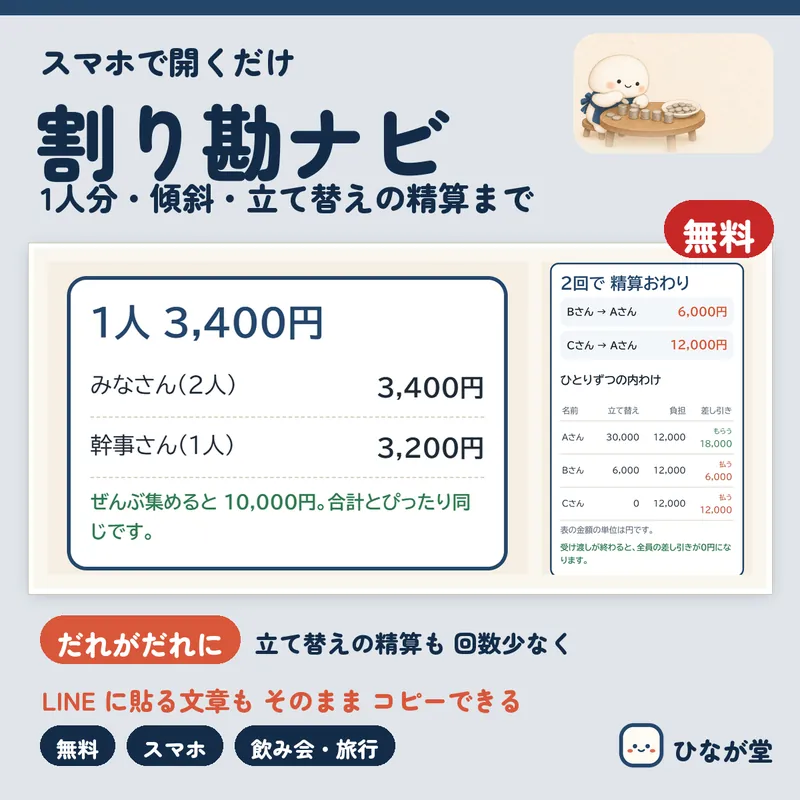 スマホで開くだけ
割り勘ナビ
1人分・傾斜・立て替えの精算まで
無料
1人 3,400円
みなさん(2人) 3,400円
幹事さん(1人) 3,200円
ぜんぶ集めると 10,000円。合計とぴったり同
じです。
2回で 精算おわり
Bさん → Aさん 6,000円
Cさん → Aさん 12,000円
ひとりずつの内わけ
名前 立て替え 負担 差し引き
Aさん 30,000 12,000 もらう 18,000
Bさん 6,000 12,000 払う 6,000
Cさん 0 12,000 払う 12,000
表の金額の単位は円です。
受け渡しが終わると、全員の差し引きが0円にな
ります。
だれがだれに 立て替えの精算も 回数少なく
LINE に貼る文章も そのまま コピーできる
無料 スマホ 飲み会・旅行
ひなが堂